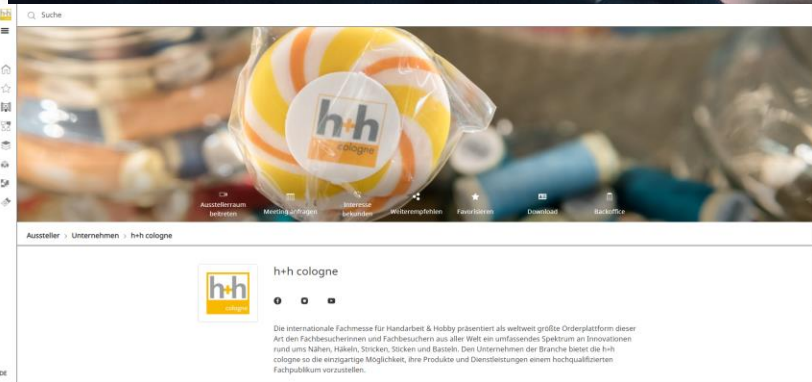 h+h
Suche
h+h
cologne
Ausstellerraum
beitreten
Meeting anfragen
Interesse
bekunden
Weiterempfehlen
Favorisieren
Download
Backoffice
Aussteller > Unternehmen > h+h cologne
h+h
cologne
h+h cologne
Die internationale Fachmesse für Handarbeit & Hobby präsentiert als weltweit größte Orderplattform dieser
Art den Fachbesucherinnen und Fachbesuchern aus aller Welt ein umfassendes Spektrum an Innovationen
rund ums Nähen, Häkeln, Stricken, Sticken und Basteln. Den Unternehmen der Branche bietet die h+h
cologne so die einzigartige Möglichkeit, ihre Produkte und Dienstleistungen einem hochqualifizierten
Fachpublikum vorzustellen.
DE